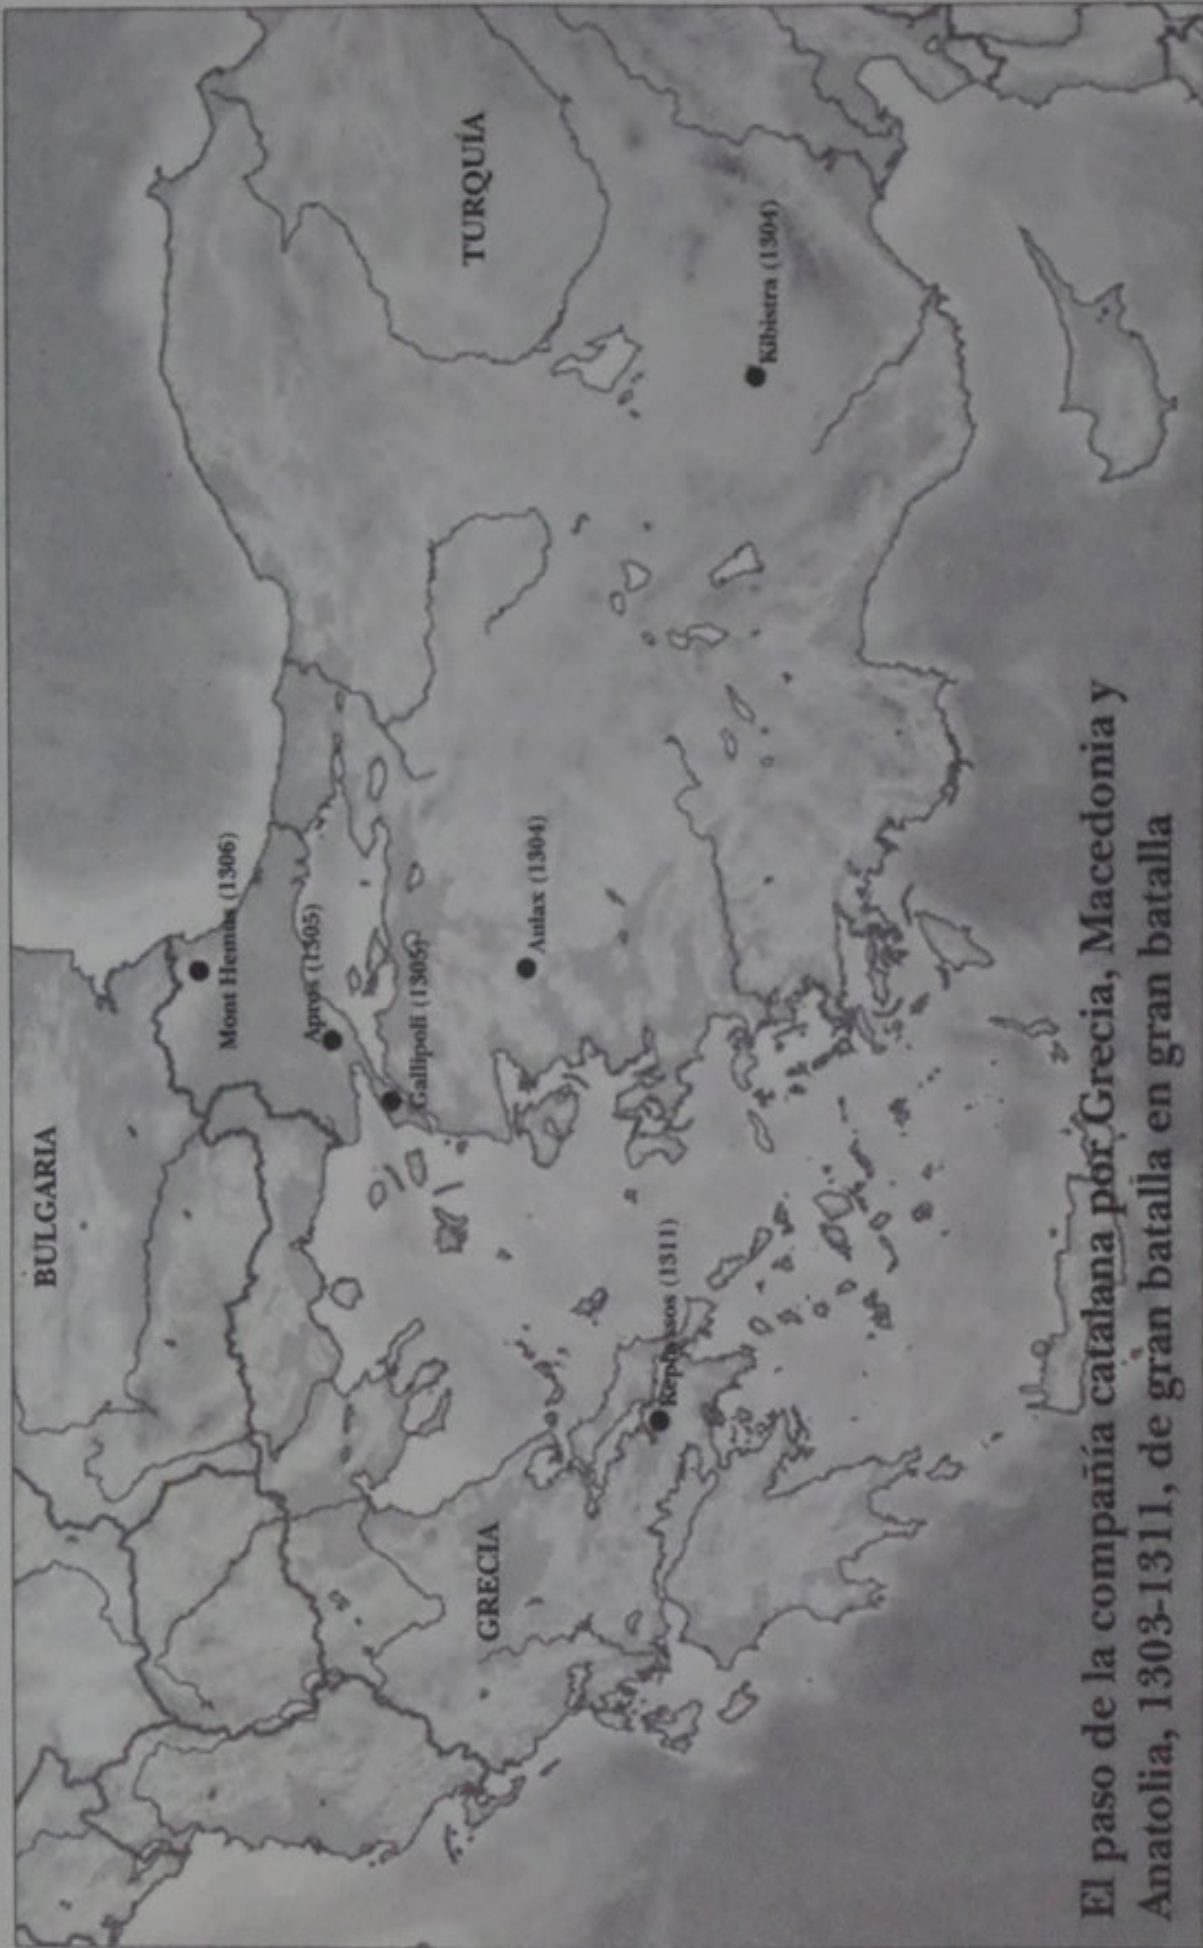 BULGARIA
Mont Hemus (1306)
Apros (1305)
Gallipoli (1305)
TURQUÍA
Aulax (1304)
Kibistra (1304)
GRECIA
Kephissos (1311)
El paso de la compañía catalana por Grecia, Macedonia y
Anatolia, 1303-1311, de gran batalla en gran batalla